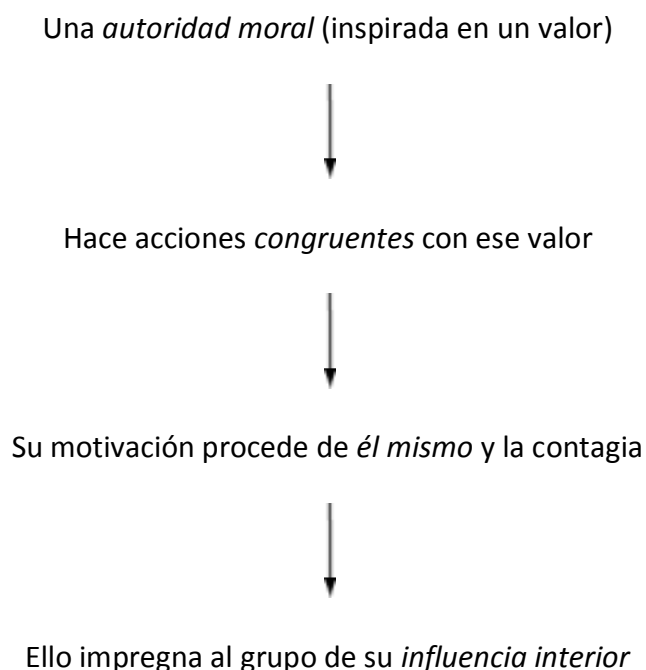 Una autoridad moral (inspirada en un valor)
Hace acciones congruentes con ese valor
Su motivación procede de él mismo y la contagia
Ello impregna al grupo de su influencia interior